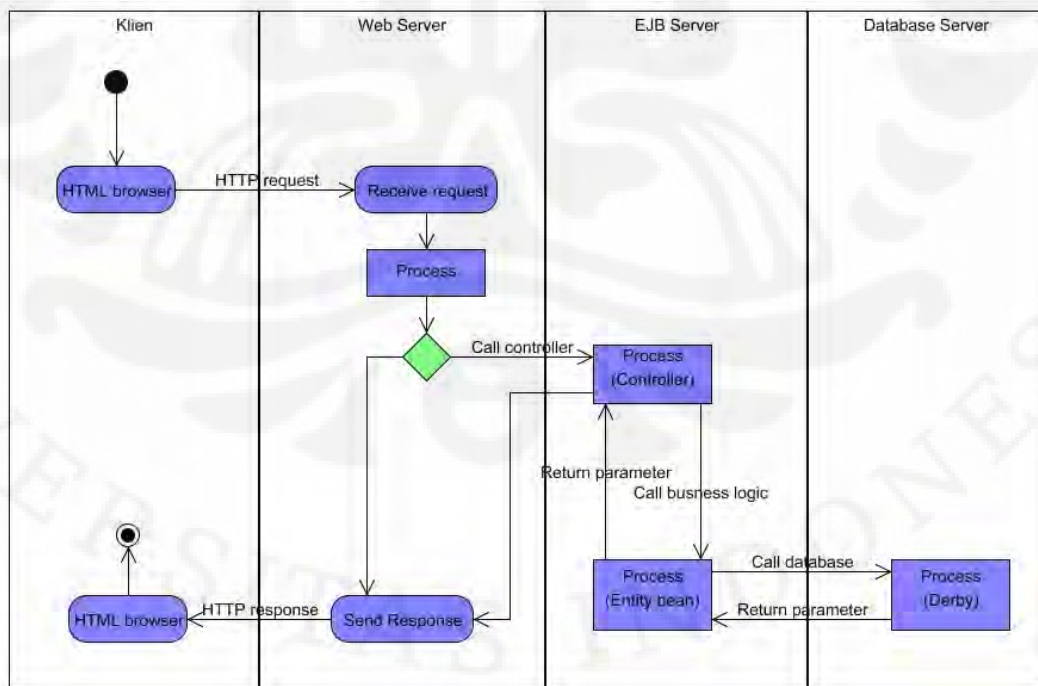 Klien
Web Server
EJB Server
Database Server
HTML browser
HTTP request
Receive request
Process
Call controller
Process
(Controller)
Return parameter
Call busness logic
Process
(Entity bean)
Call database
Return parameter
Process
(Derby)
HTML browser
HTTP response
Send Response
ERSITAS INDONES